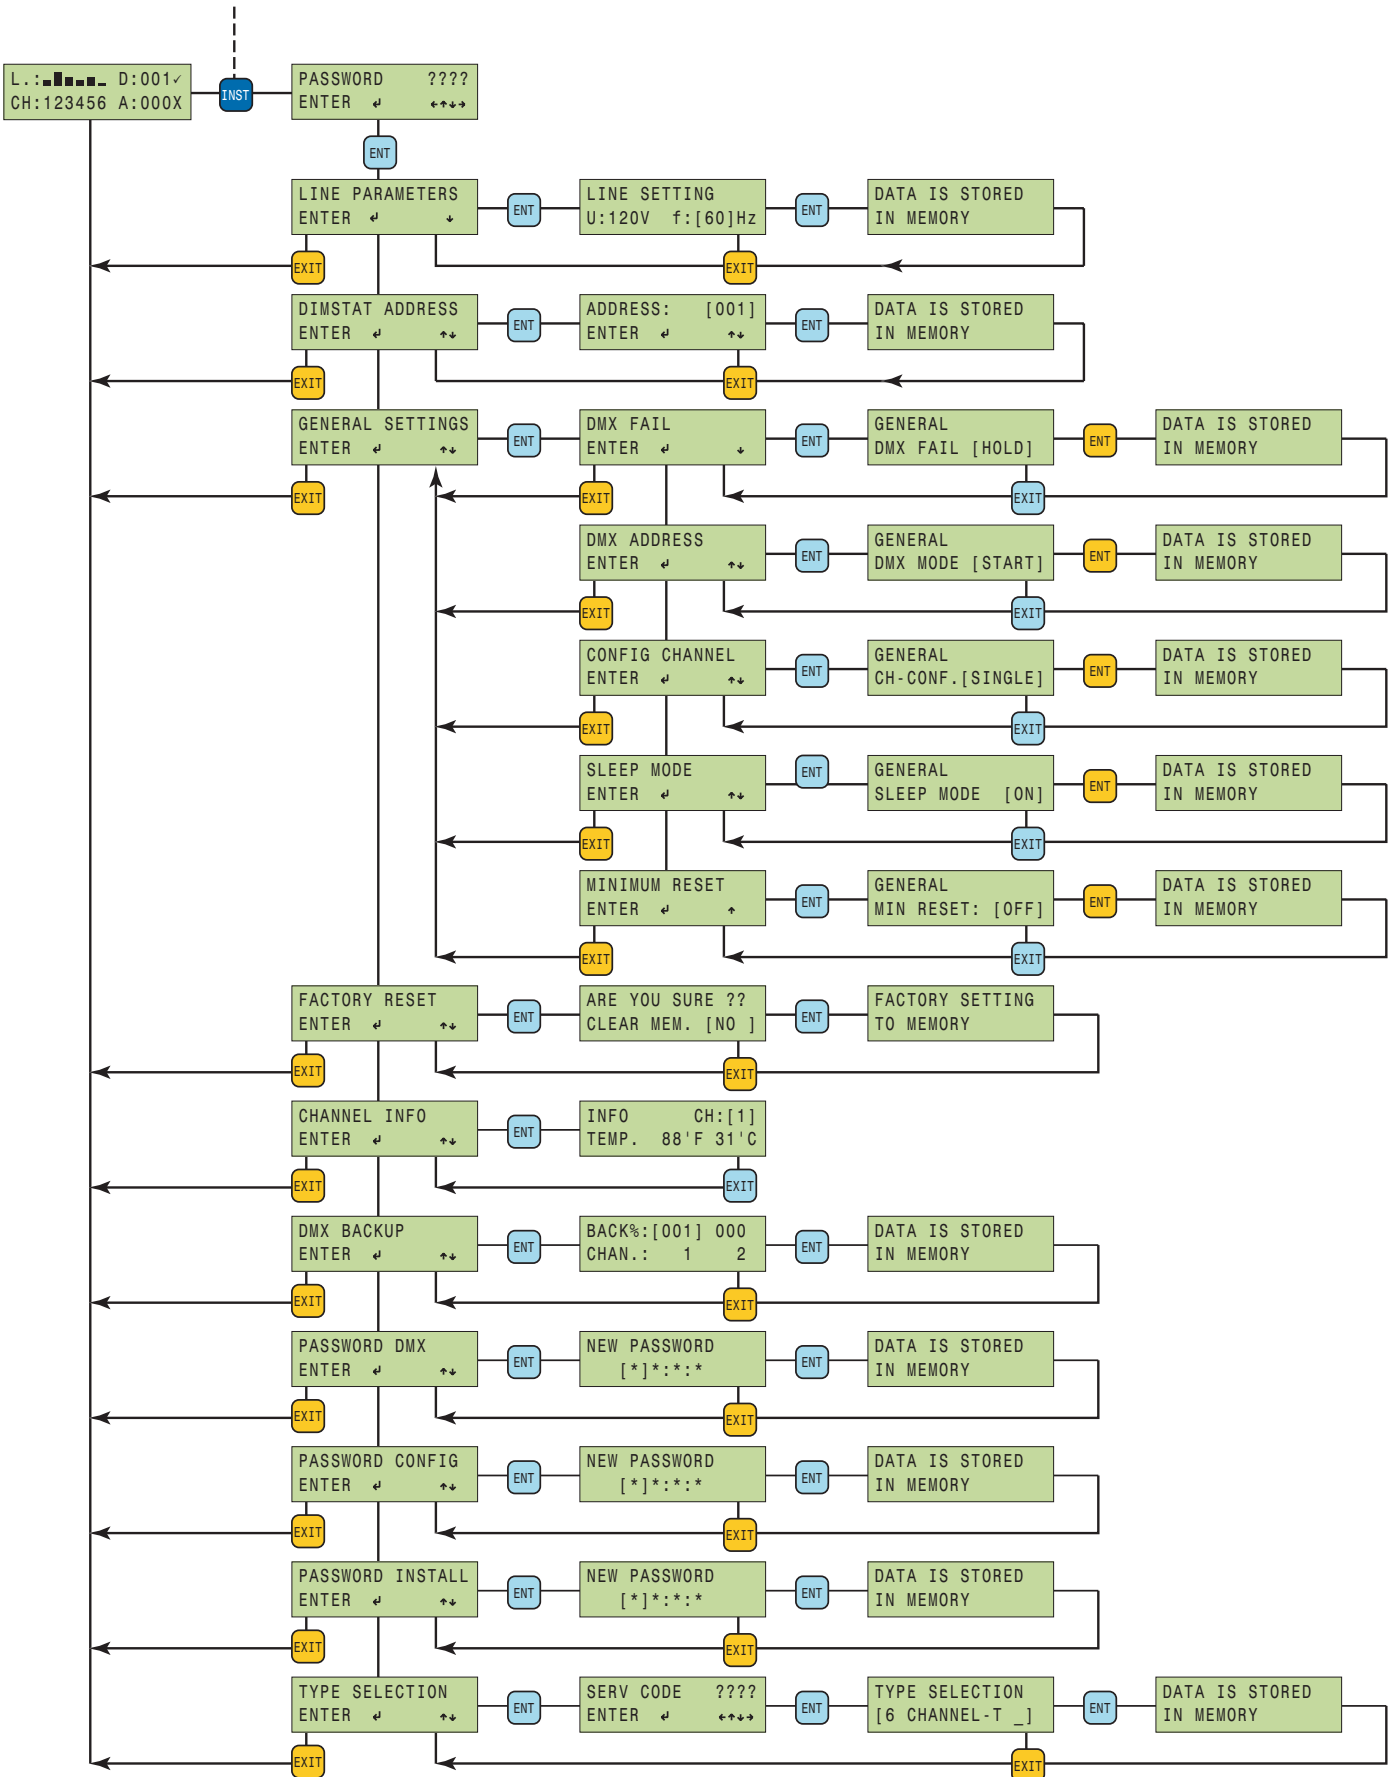 L.: D:001✓
CH:123456 A:000X
INST
PASSWORD ????
ENTER ↲ ←↑↓→
ENT
LINE PARAMETERS
ENTER ↲ ↓
ENT
LINE SETTING
U:120V f:[60]Hz
ENT
DATA IS STORED
IN MEMORY
EXIT
EXIT
DIMSTAT ADDRESS
ENTER ↲ ↑↓
ENT
ADDRESS: [001]
ENTER ↲ ↑↓
ENT
DATA IS STORED
IN MEMORY
EXIT
EXIT
GENERAL SETTINGS
ENTER ↲ ↑↓
ENT
DMX FAIL
ENTER ↲ ↓
ENT
GENERAL
DMX FAIL [HOLD]
ENT
DATA IS STORED
IN MEMORY
EXIT
EXIT
EXIT
DMX ADDRESS
ENTER ↲ ↑↓
ENT
GENERAL
DMX MODE [START]
ENT
DATA IS STORED
IN MEMORY
EXIT
EXIT
CONFIG CHANNEL
ENTER ↲ ↑↓
ENT
GENERAL
CH-CONF.[SINGLE]
ENT
DATA IS STORED
IN MEMORY
EXIT
EXIT
SLEEP MODE
ENTER ↲ ↑↓
ENT
GENERAL
SLEEP MODE [ON]
ENT
DATA IS STORED
IN MEMORY
EXIT
EXIT
MINIMUM RESET
ENTER ↲ ↑
ENT
GENERAL
MIN RESET: [OFF]
ENT
DATA IS STORED
IN MEMORY
EXIT
EXIT
FACTORY RESET
ENTER ↲ ↑↓
ENT
ARE YOU SURE ??
CLEAR MEM. [NO ]
ENT
FACTORY SETTING
TO MEMORY
EXIT
EXIT
CHANNEL INFO
ENTER ↲ ↑↓
ENT
INFO CH:[1]
TEMP. 88'F 31'C
EXIT
EXIT
DMX BACKUP
ENTER ↲ ↑↓
ENT
BACK%:[001] 000
CHAN.: 1 2
ENT
DATA IS STORED
IN MEMORY
EXIT
EXIT
PASSWORD DMX
ENTER ↲ ↑↓
ENT
NEW PASSWORD
[*]*:*:*
ENT
DATA IS STORED
IN MEMORY
EXIT
EXIT
PASSWORD CONFIG
ENTER ↲ ↑↓
ENT
NEW PASSWORD
[*]*:*:*
ENT
DATA IS STORED
IN MEMORY
EXIT
EXIT
PASSWORD INSTALL
ENTER ↲ ↑↓
ENT
NEW PASSWORD
[*]*:*:*
ENT
DATA IS STORED
IN MEMORY
EXIT
EXIT
TYPE SELECTION
ENTER ↲ ↑↓
ENT
SERV CODE ????
ENTER ↲ ←↑↓→
ENT
TYPE SELECTION
[6 CHANNEL-T _]
ENT
DATA IS STORED
IN MEMORY
EXIT
EXIT